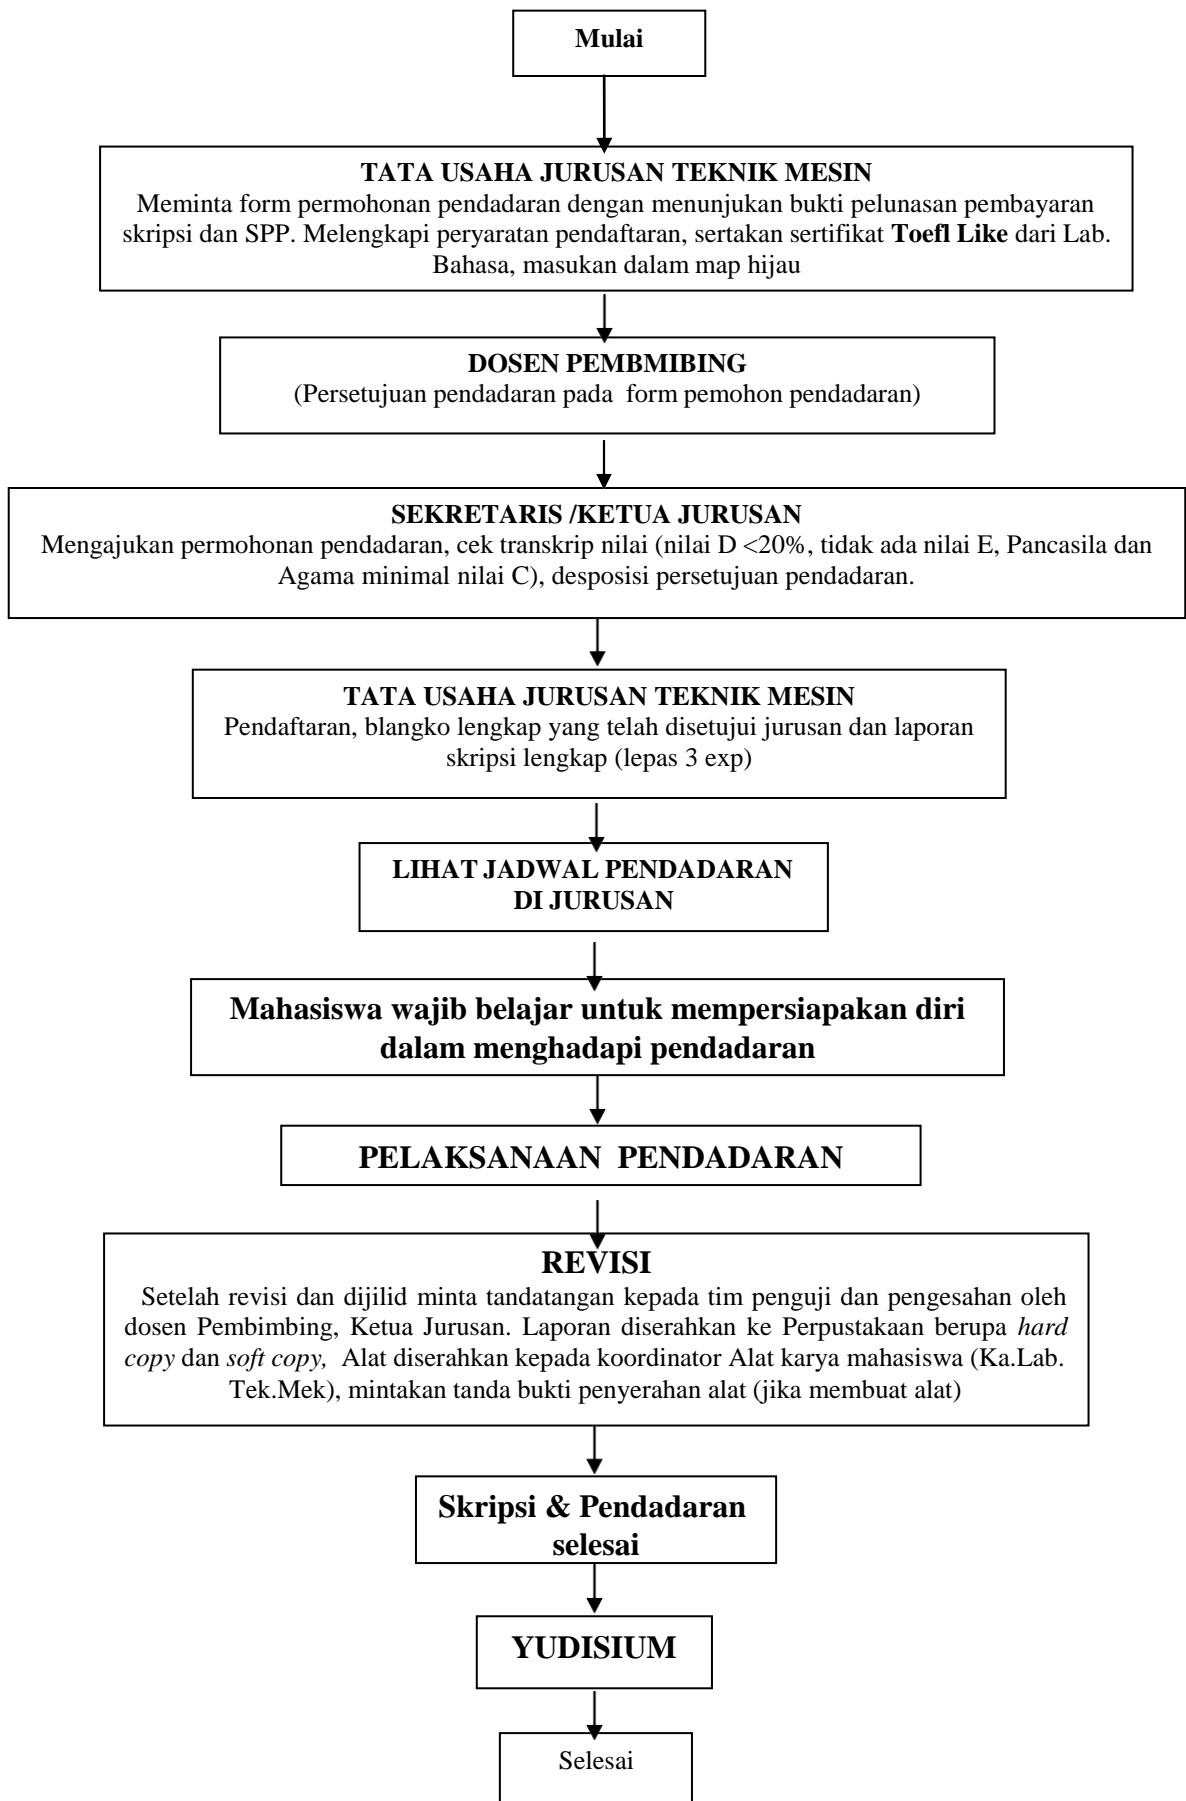 Mulai
TATA USAHA JURUSAN TEKNIK MESIN
Meminta form permohonan pendadaran dengan menunjukan bukti pelunasan pembayaran
skripsi dan SPP. Melengkapi peryaratan pendaftaran, sertakan sertifikat Toefl Like dari Lab.
Bahasa, masukan dalam map hijau
DOSEN PEMBMIBING
(Persetujuan pendadaran pada form pemohon pendadaran)
SEKRETARIS /KETUA JURUSAN
Mengajukan permohonan pendadaran, cek transkrip nilai (nilai D <20%, tidak ada nilai E, Pancasila dan
Agama minimal nilai C), desposisi persetujuan pendadaran.
TATA USAHA JURUSAN TEKNIK MESIN
Pendaftaran, blangko lengkap yang telah disetujui jurusan dan laporan
skripsi lengkap (lepas 3 exp)
LIHAT JADWAL PENDADARAN
DI JURUSAN
Mahasiswa wajib belajar untuk mempersiapakan diri
dalam menghadapi pendadaran
PELAKSANAAN PENDADARAN
REVISI
Setelah revisi dan dijilid minta tandatangan kepada tim penguji dan pengesahan oleh
dosen Pembimbing, Ketua Jurusan. Laporan diserahkan ke Perpustakaan berupa hard
copy dan soft copy, Alat diserahkan kepada koordinator Alat karya mahasiswa (Ka.Lab.
Tek.Mek), mintakan tanda bukti penyerahan alat (jika membuat alat)
Skripsi & Pendadaran
selesai
YUDISIUM
Selesai